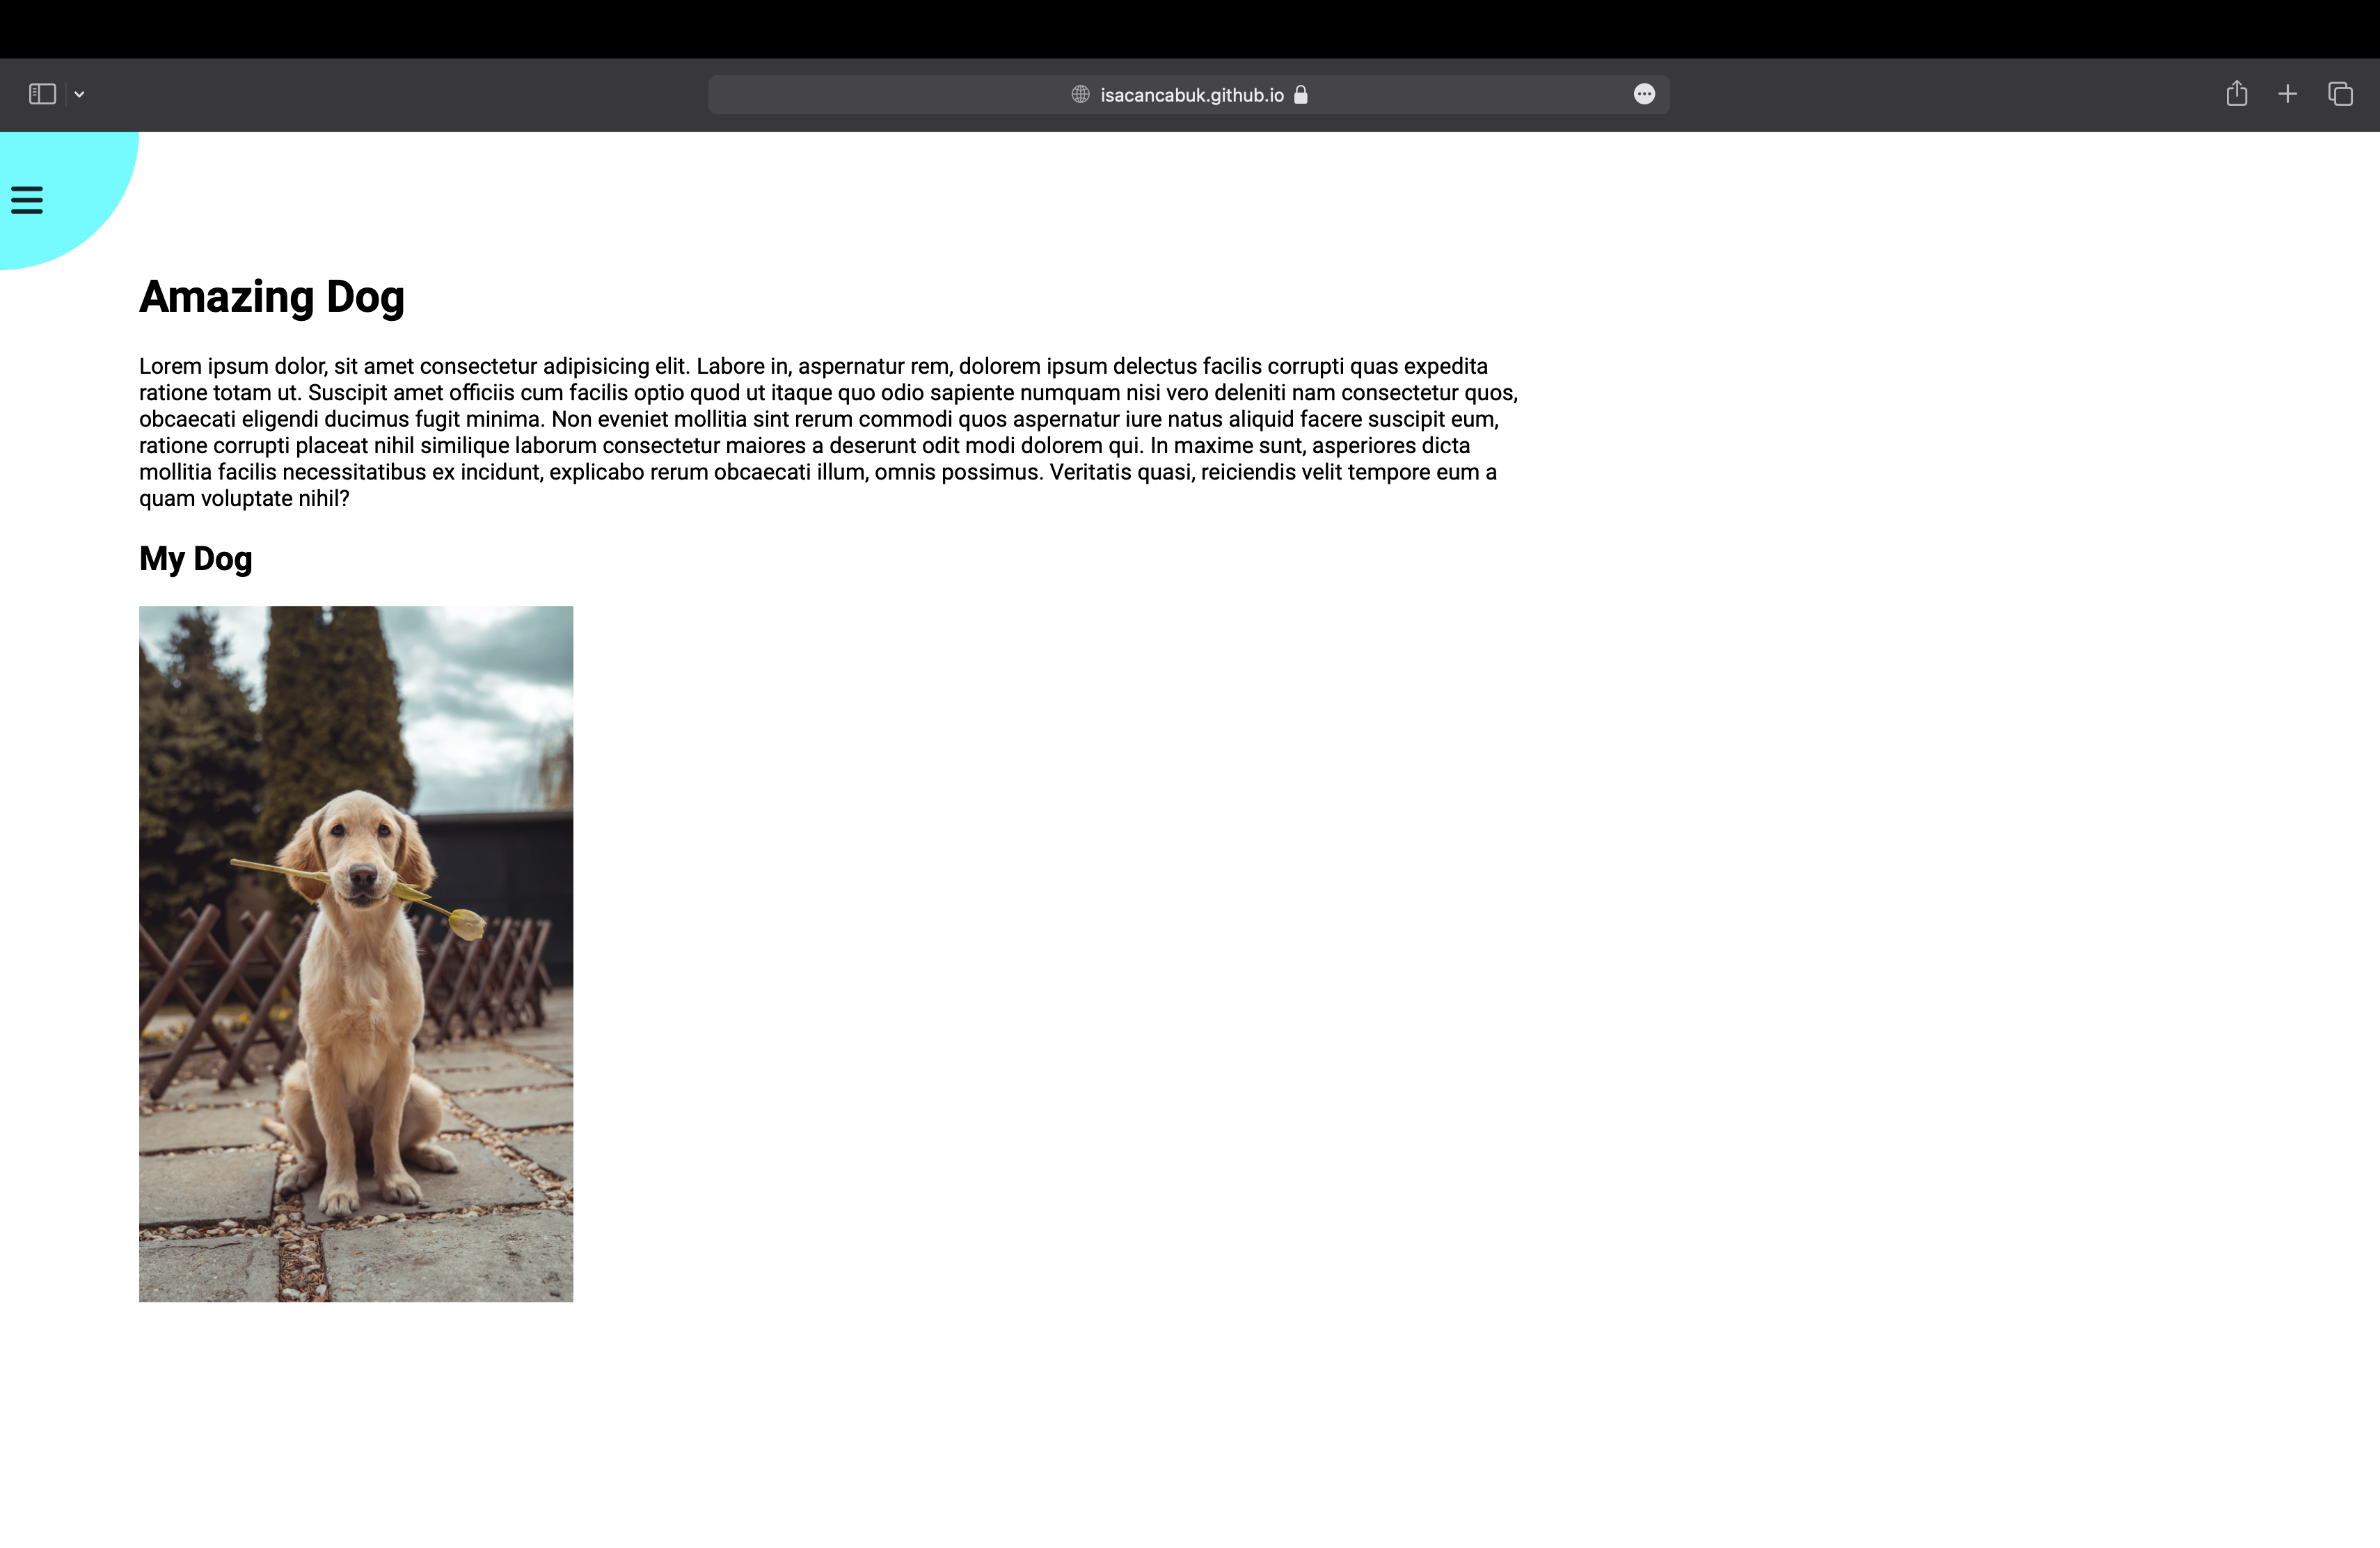 isacancabuk.github.io
Amazing Dog
Lorem ipsum dolor, sit amet consectetur adipisicing elit. Labore in, aspernatur rem, dolorem ipsum delectus facilis corrupti quas expedita
ratione totam ut. Suscipit amet officiis cum facilis optio quod ut itaque quo odio sapiente numquam nisi vero deleniti nam consectetur quos,
obcaecati eligendi ducimus fugit minima. Non eveniet mollitia sint rerum commodi quos aspernatur iure natus aliquid facere suscipit eum,
ratione corrupti placeat nihil similique laborum consectetur maiores a deserunt odit modi dolorem qui. In maxime sunt, asperiores dicta
mollitia facilis necessitatibus ex incidunt, explicabo rerum obcaecati illum, omnis possimus. Veritatis quasi, reiciendis velit tempore eum a
quam voluptate nihil?
My Dog